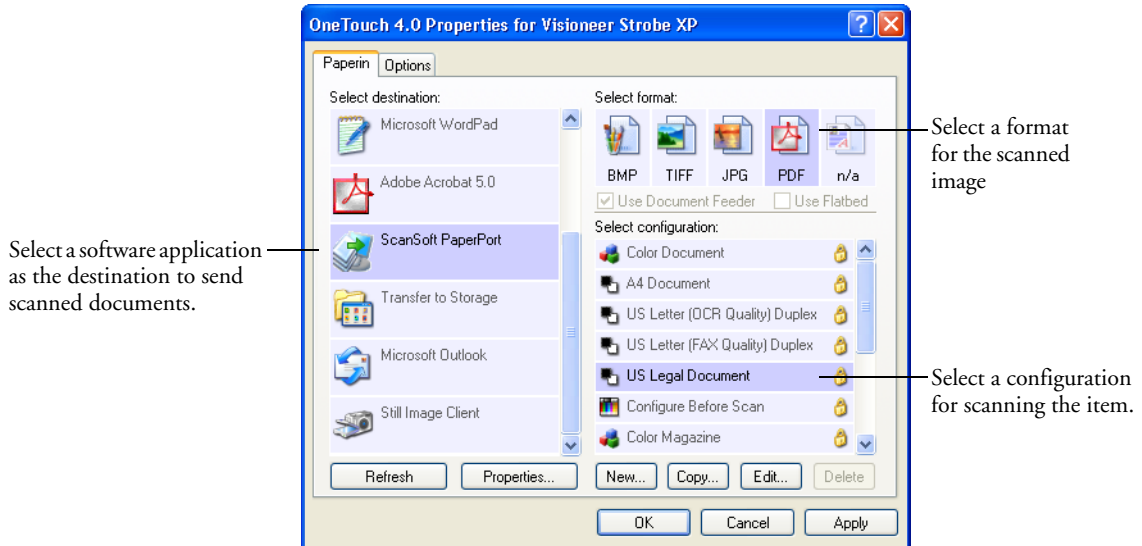 OneTouch 4.0 Properties for Visioneer Strobe XP
Paperin
Options
Select destination:
Microsoft WordPad
Adobe Acrobat 5.0
ScanSoft PaperPort
Transfer to Storage
Microsoft Outlook
Still Image Client
Refresh
Properties...
Select format:
BMP
TIFF
JPG
PDF
n/a
Use Document Feeder
Use Flatbed
Select configuration:
Color Document
A4 Document
US Letter (OCR Quality) Duplex
US Letter (FAX Quality) Duplex
US Legal Document
Configure Before Scan
Color Magazine
New...
Copy...
Edit...
Delete
OK
Cancel
Apply
Select a software application
as the destination to send
scanned documents.
Select a format
for the scanned
image
Select a configuration
for scanning the item.